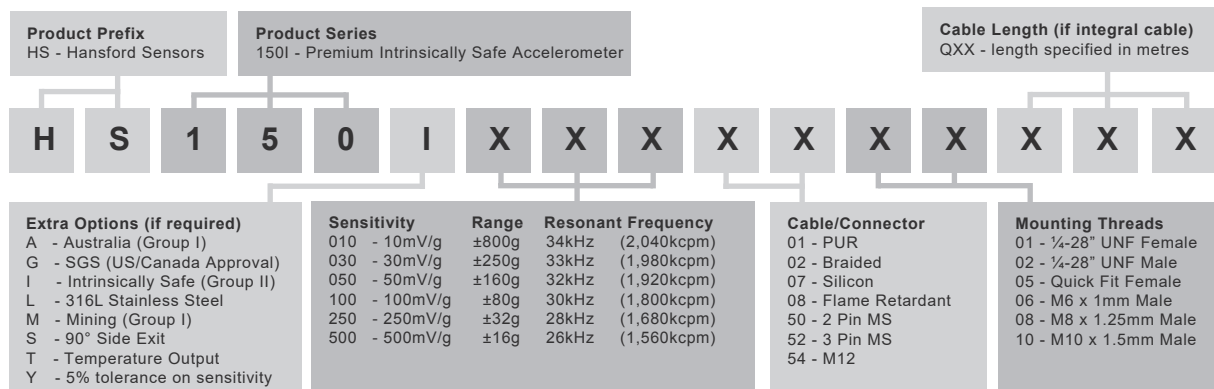 Product Prefix
HS - Hansford Sensors
Product Series
150I - Premium Intrinsically Safe Accelerometer
Cable Length (if integral cable)
QXX - length specified in metres
H S 1 5 0 I X X X X X X X X X X
Extra Options (if required)
A - Australia (Group I)
G - SGS (US/Canada Approval)
I - Intrinsically Safe (Group II)
L - 316L Stainless Steel
M - Mining (Group I)
S - 90° Side Exit
T - Temperature Output
Y - 5% tolerance on sensitivity
Sensitivity Range Resonant Frequency
010 - 10mV/g ±800g 34kHz (2,040kcpm)
030 - 30mV/g ±250g 33kHz (1,980kcpm)
050 - 50mV/g ±160g 32kHz (1,920kcpm)
100 - 100mV/g ±80g 30kHz (1,800kcpm)
250 - 250mV/g ±32g 28kHz (1,680kcpm)
500 - 500mV/g ±16g 26kHz (1,560kcpm)
Cable/Connector
01 - PUR
02 - Braided
07 - Silicon
08 - Flame Retardant
50 - 2 Pin MS
52 - 3 Pin MS
54 - M12
Mounting Threads
01 - ¼-28” UNF Female
02 - ¼-28” UNF Male
05 - Quick Fit Female
06 - M6 x 1mm Male
08 - M8 x 1.25mm Male
10 - M10 x 1.5mm Male